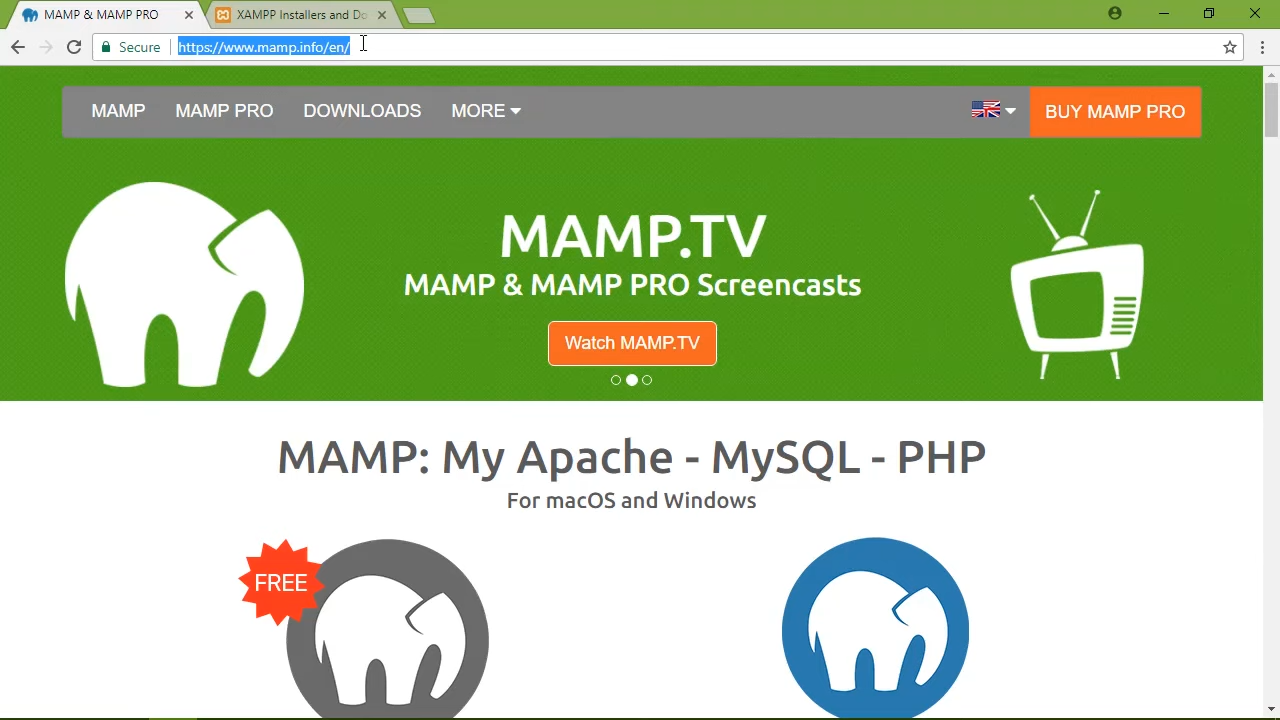 MAMP & MAMP PRO
XAMPP Installers and Do
Secure
https://www.mamp.info/en/
MAMP
MAMP PRO
DOWNLOADS
MORE
BUY MAMP PRO
MAMP.TV
MAMP & MAMP PRO Screencasts
Watch MAMP.TV
MAMP: My Apache - MySQL - PHP
For macOS and Windows
FREE